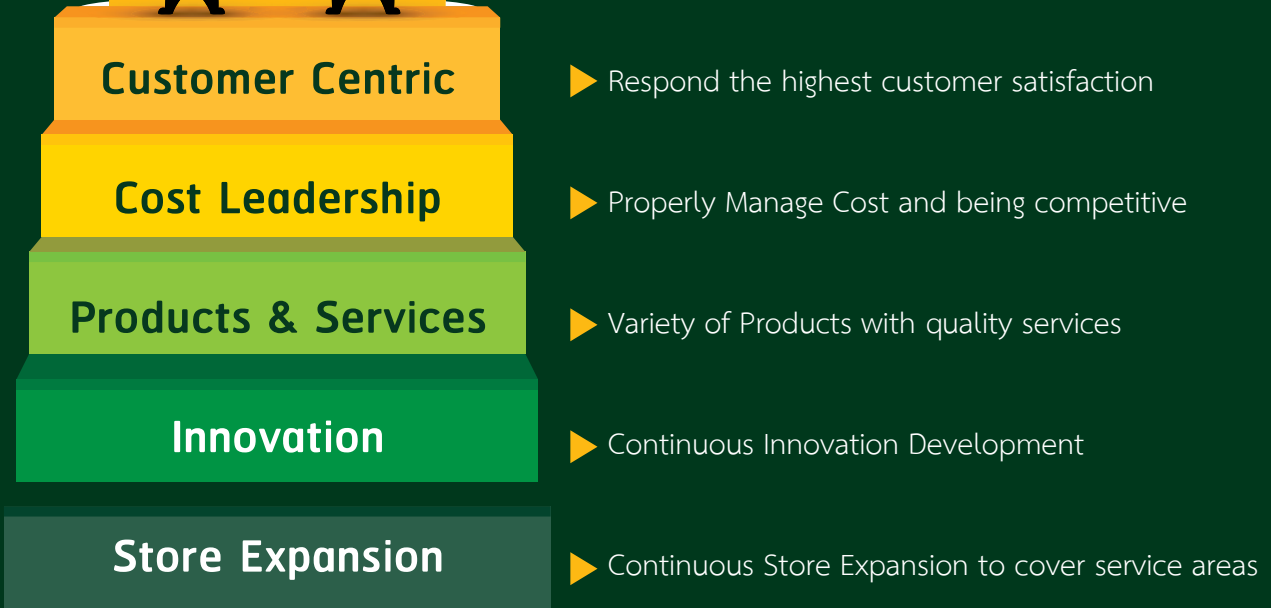 Customer Centric
Respond the highest customer satisfaction
Cost Leadership
Properly Manage Cost and being competitive
Products & Services
Variety of Products with quality services
Innovation
Continuous Innovation Development
Store Expansion
Continuous Store Expansion to cover service areas